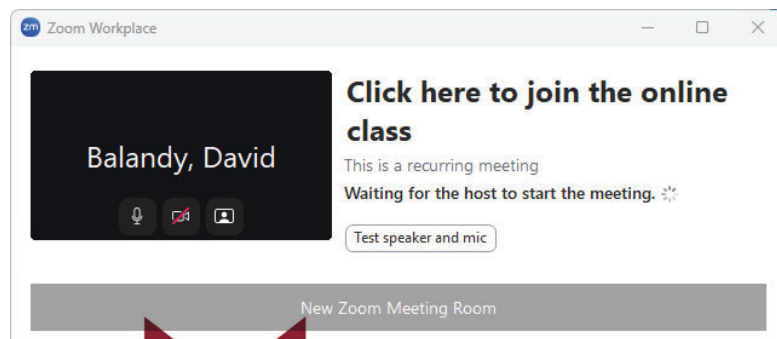 zm Zoom Workplace
Click here to join the online
class
Balandy, David
This is a recurring meeting
Waiting for the host to start the meeting.
Test speaker and mic
New Zoom Meeting Room